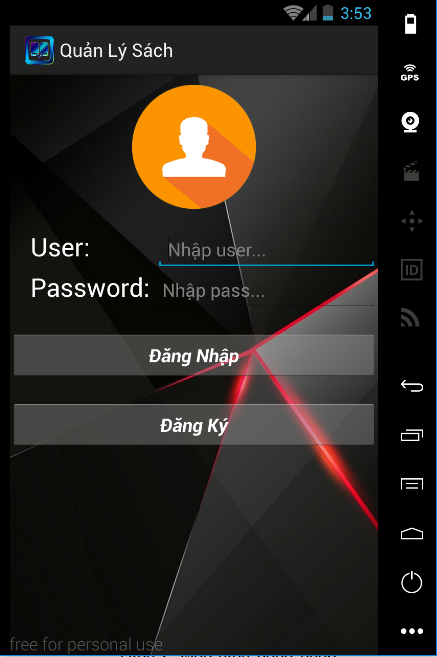 3:53
Quản Lý Sách
GPS
User:
Nhập user...
Password:
Nhập pass...
ID
Đăng Nhập
Đăng Ký
free for personal use